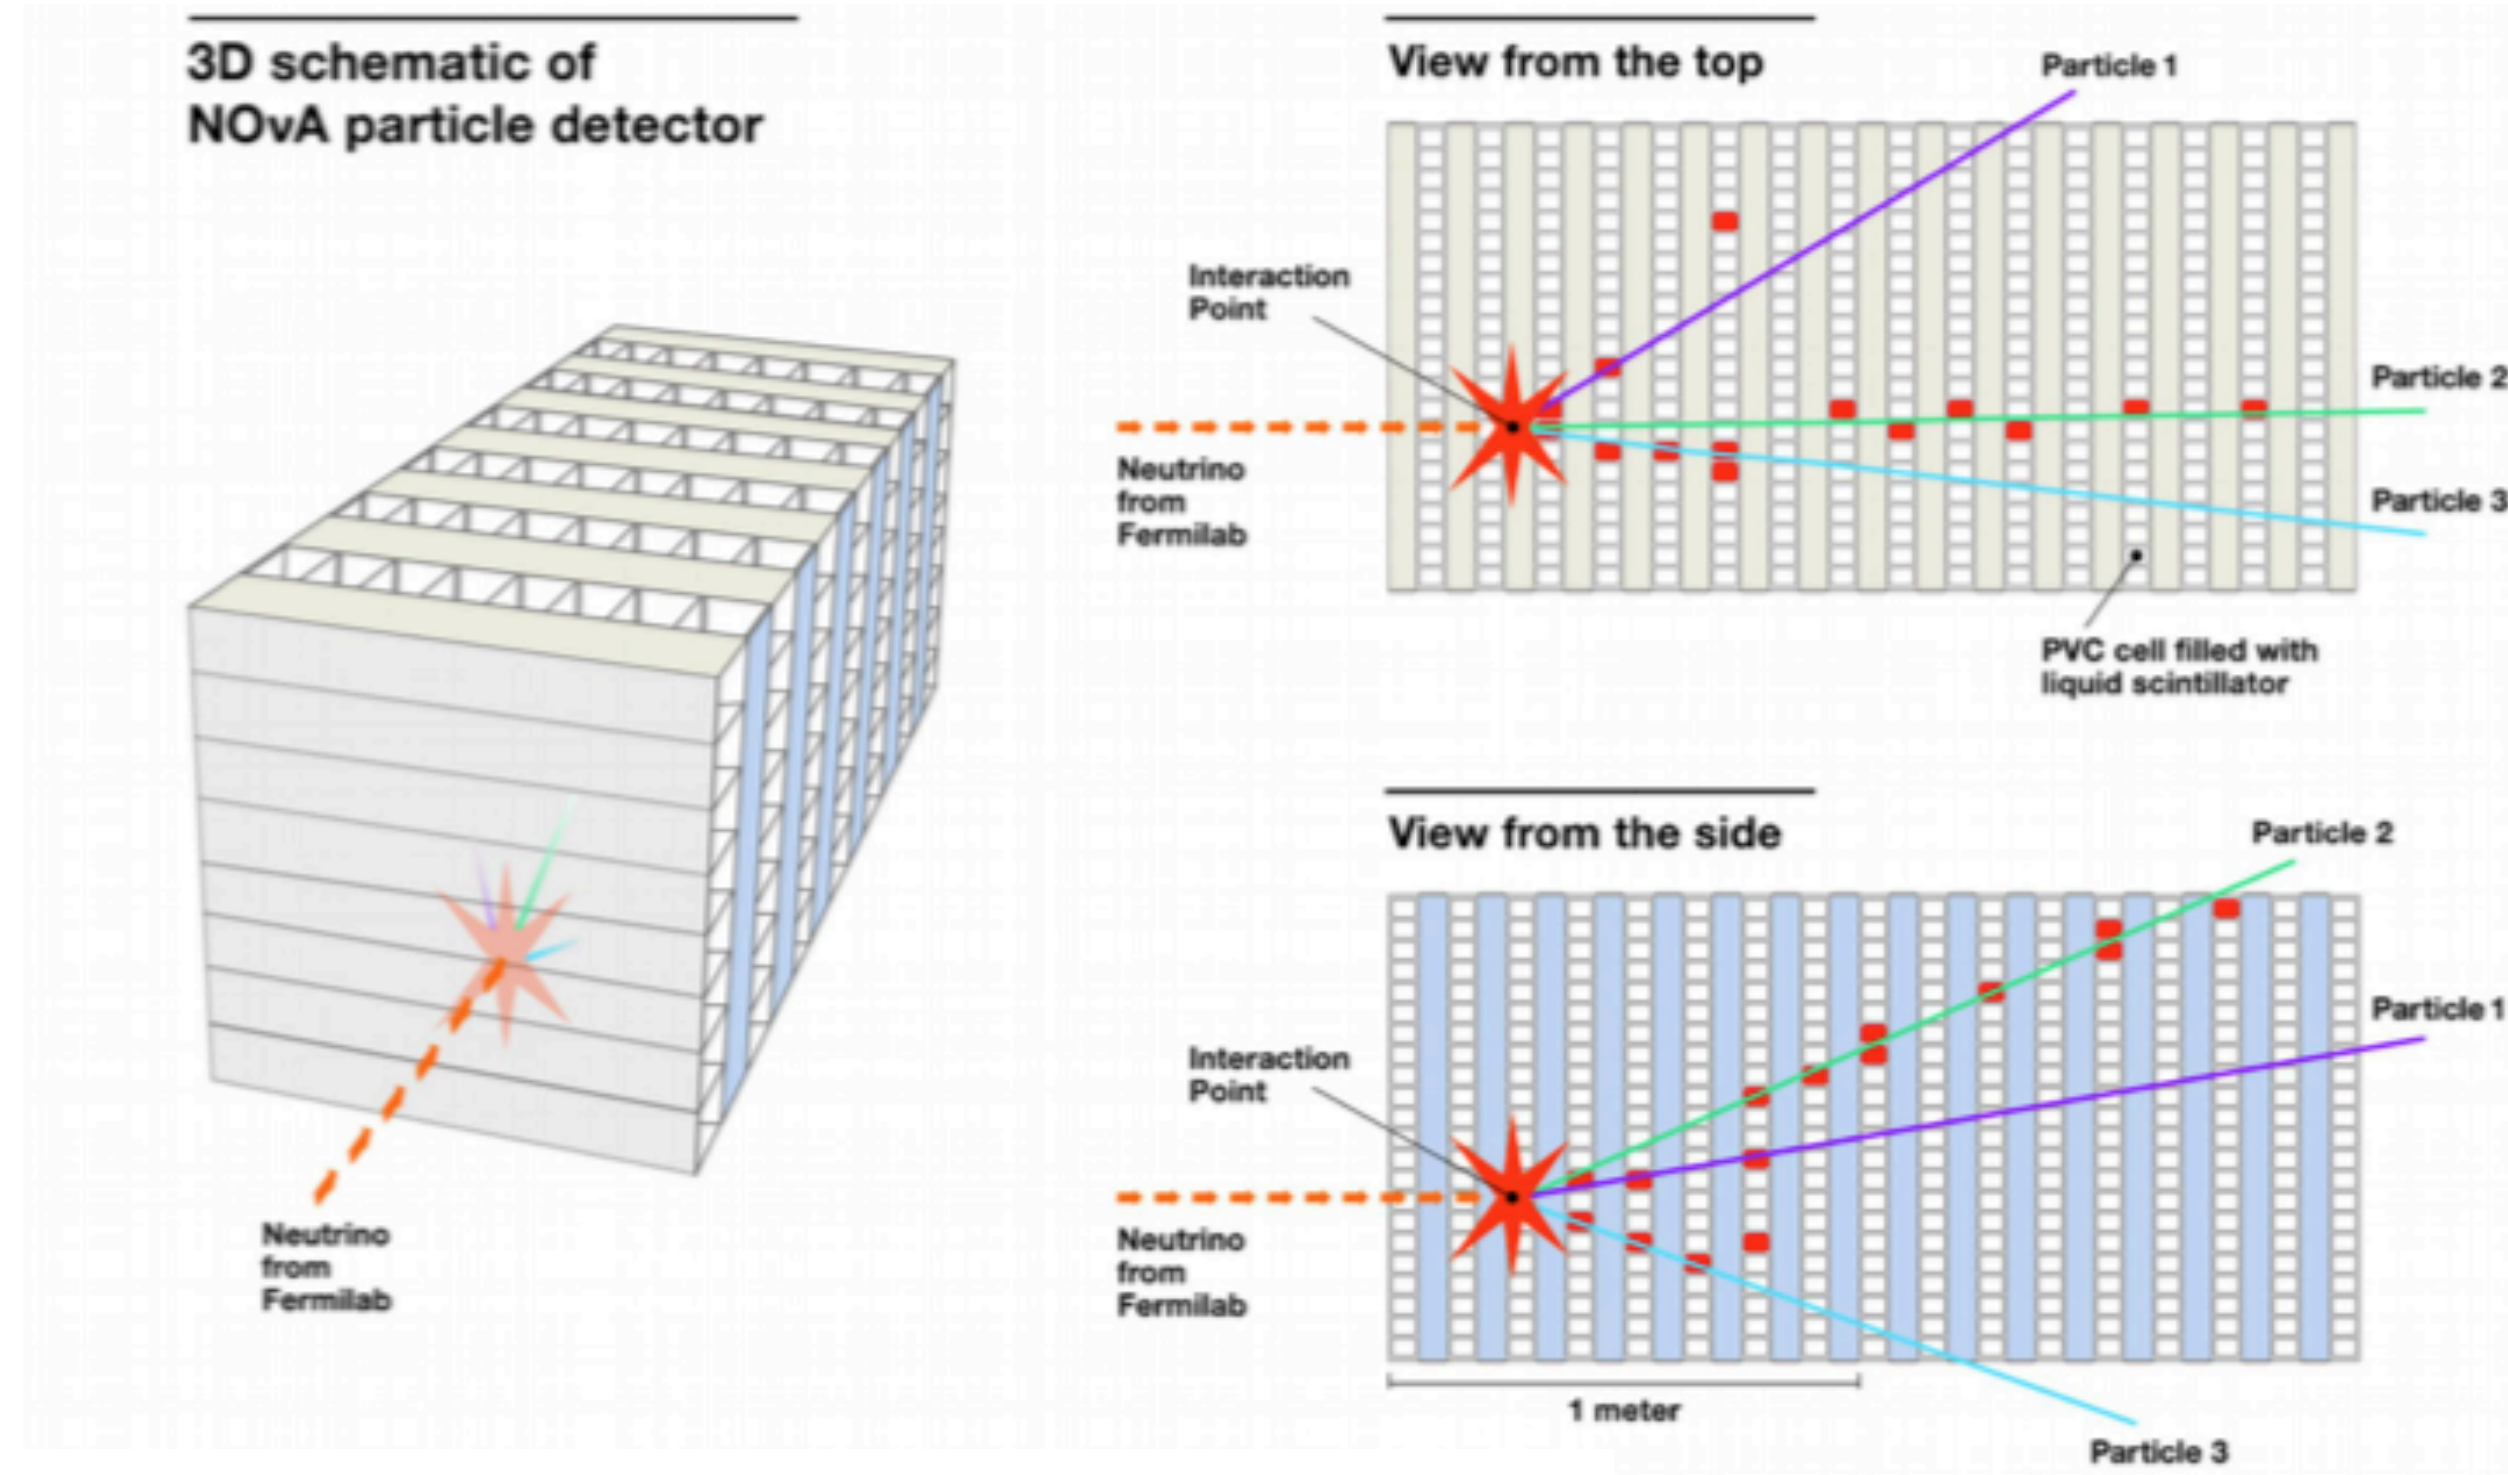 3D schematic of
NOνA particle detector
Neutrino
from
Fermilab
View from the top
Particle 1
Interaction
Point
Particle 2
Neutrino
from
Fermilab
Particle 3
PVC cell filled with
liquid scintillator
View from the side
Particle 2
Particle 1
Interaction
Point
Neutrino
from
Fermilab
1 meter
Particle 3